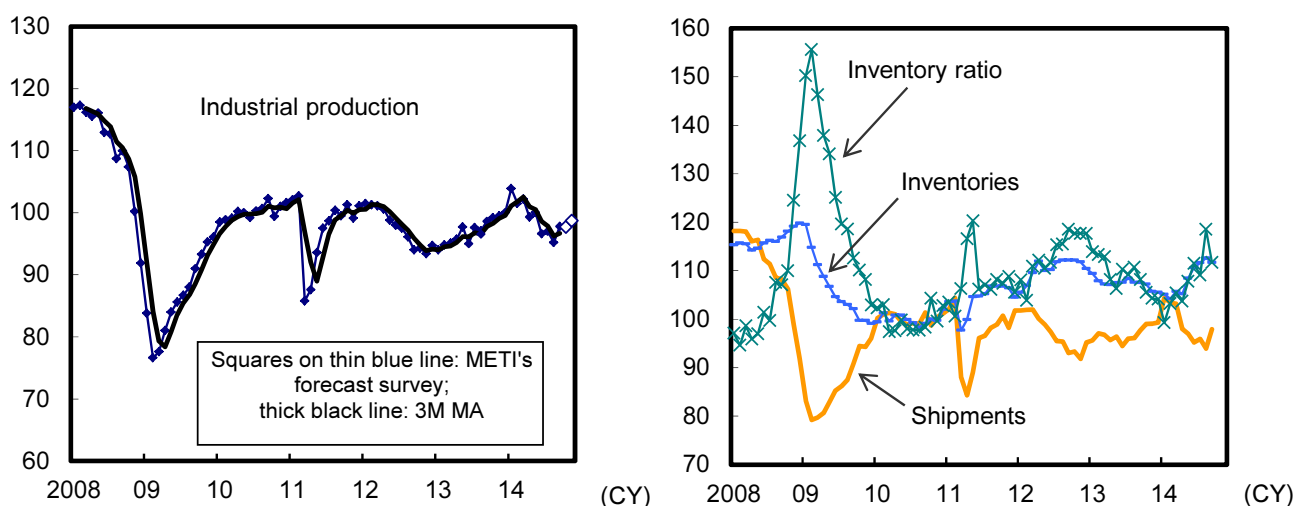 130
120
110
100
90
80
70
60
2008 09 10 11 12 13 14 (CY)
Industrial production
Squares on thin blue line: METI's
forecast survey;
thick black line: 3M MA
160
150
140
130
120
110
100
90
80
70
2008 09 10 11 12 13 14 (CY)
Inventory ratio
Inventories
Shipments